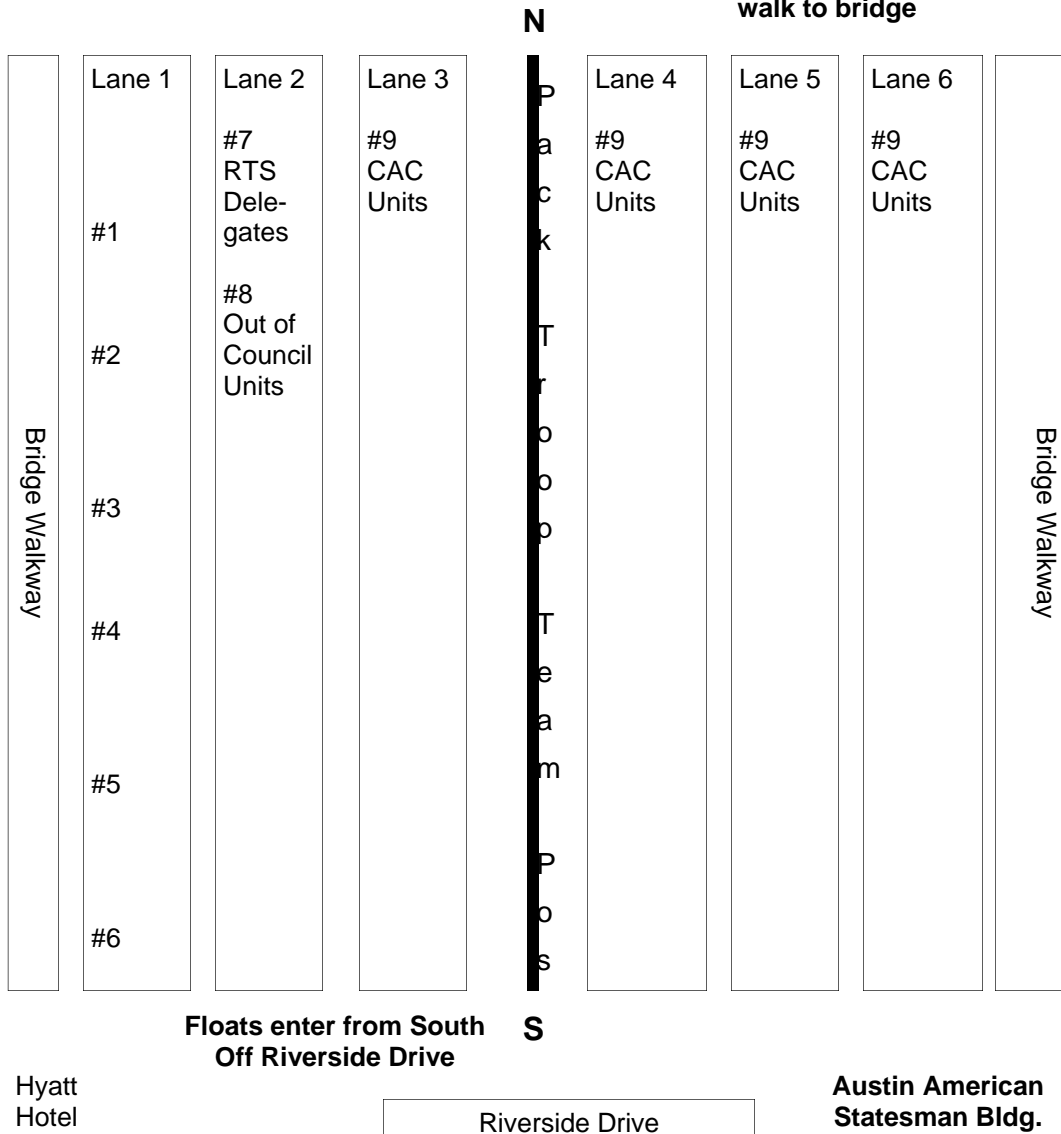 walk to bridge
N
Bridge Walkway
Lane 1
#1
#2
#3
#4
#5
#6
Lane 2
#7
RTS
Dele-
gates
#8
Out of
Council
Units
Lane 3
#9
CAC
Units
Pack Troop Team Pos
Lane 4
#9
CAC
Units
Lane 5
#9
CAC
Units
Lane 6
#9
CAC
Units
Bridge Walkway
Floats enter from South
Off Riverside Drive
S
Hyatt
Hotel
Riverside Drive
Austin American
Statesman Bldg.